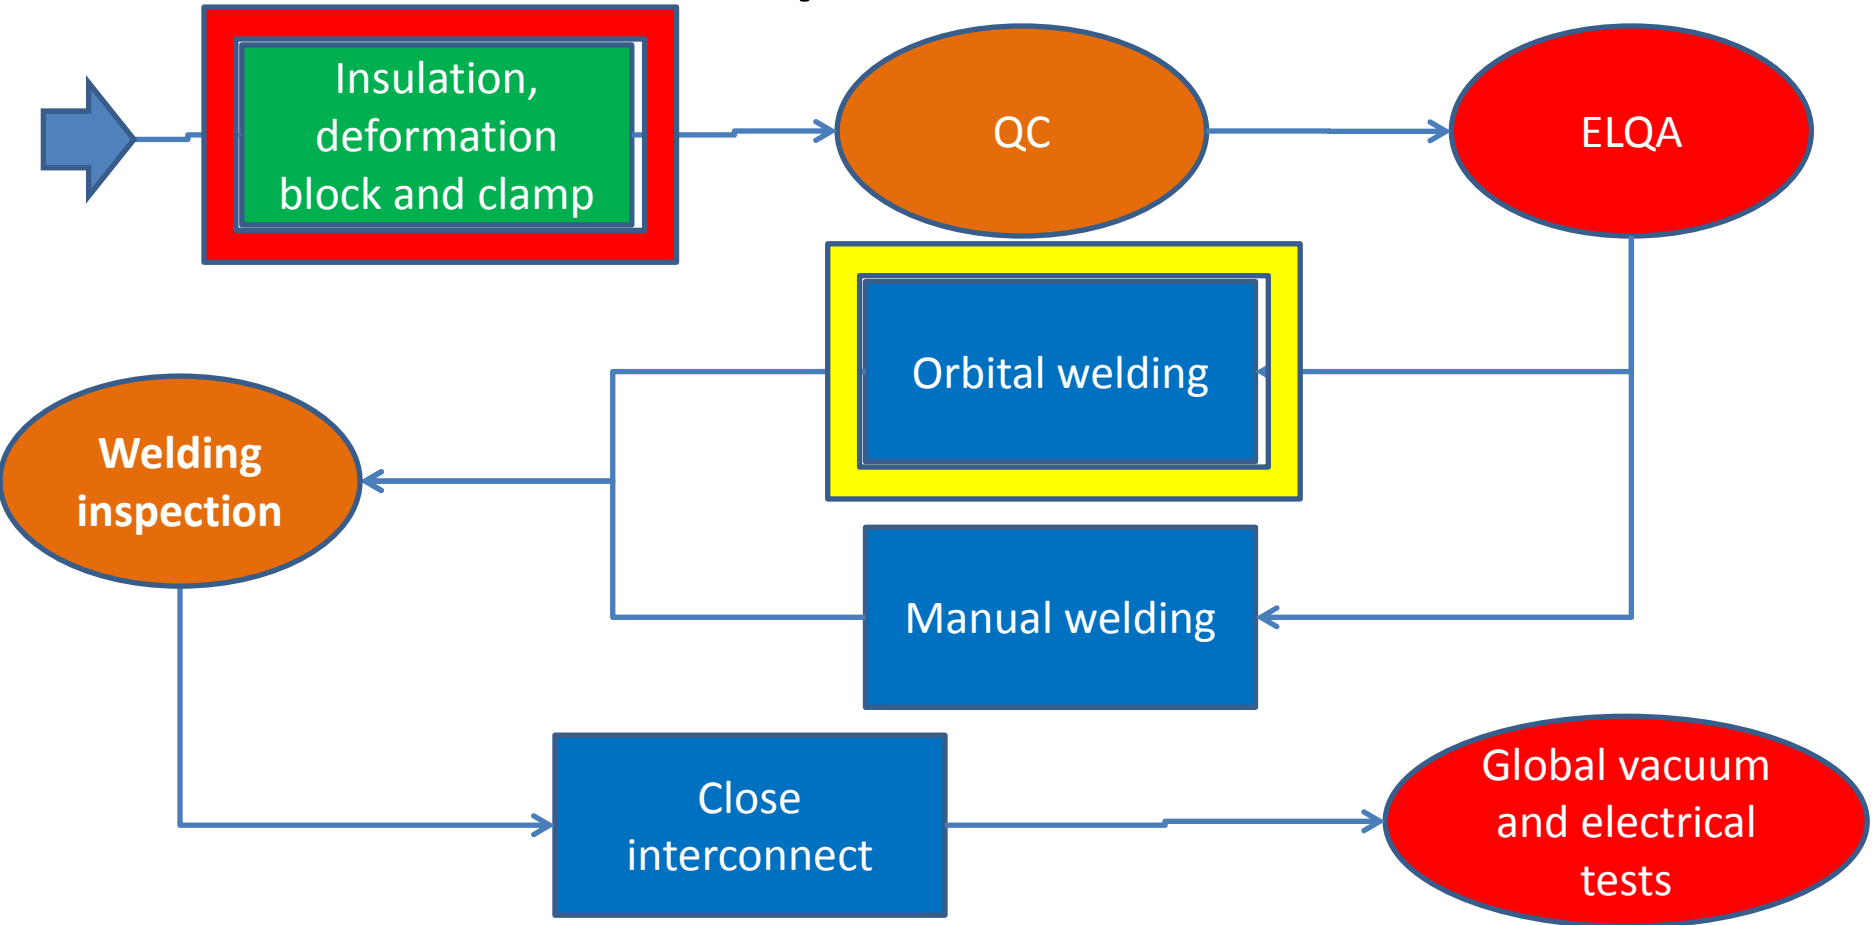 Insulation,
deformation
block and clamp
QC
ELQA
Orbital welding
Welding
inspection
Manual welding
Close
interconnect
Global vacuum
and electrical
tests